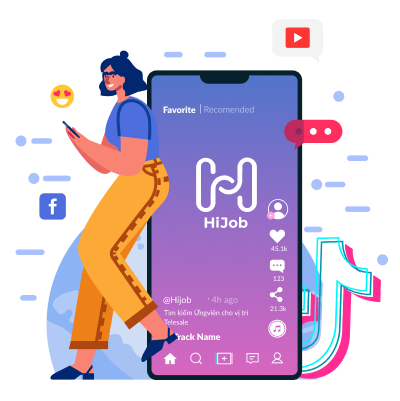 Favorite | Recomended
HiJob
45.1k
123
21.3k
@Hijob · 4h ago
Tìm kiếm Ứngviên cho vị trí
Telesale
Track Name